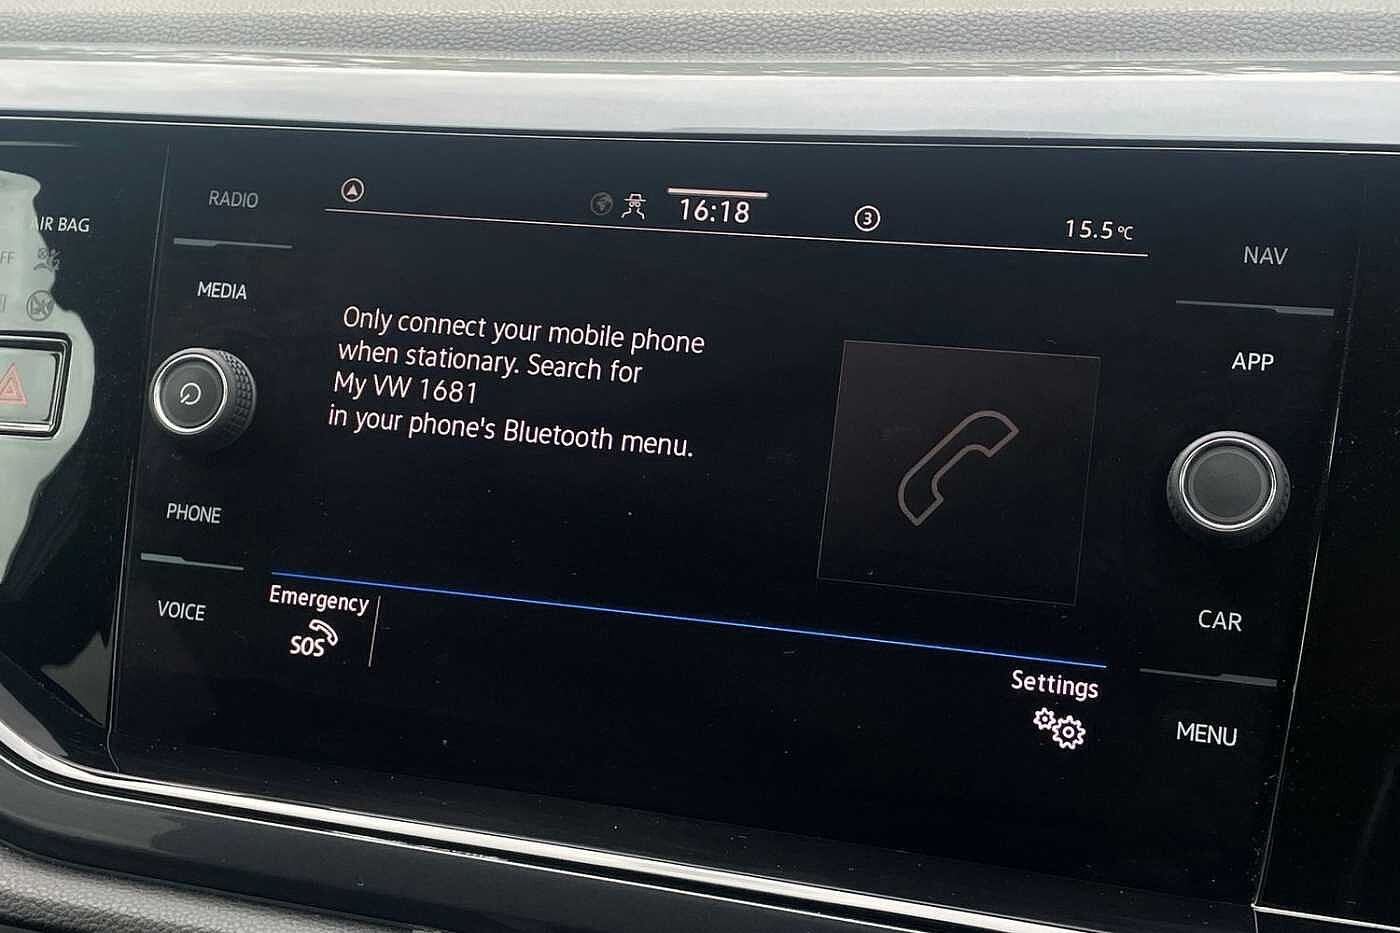 RADIO
16:18
3
15.5°C
NAV
AIR BAG
MEDIA
Only connect your mobile phone
when stationary. Search for
My VW 1681
in your phone's Bluetooth menu.
APP
PHONE
VOICE
Emergency
SOS
Settings
CAR
MENU